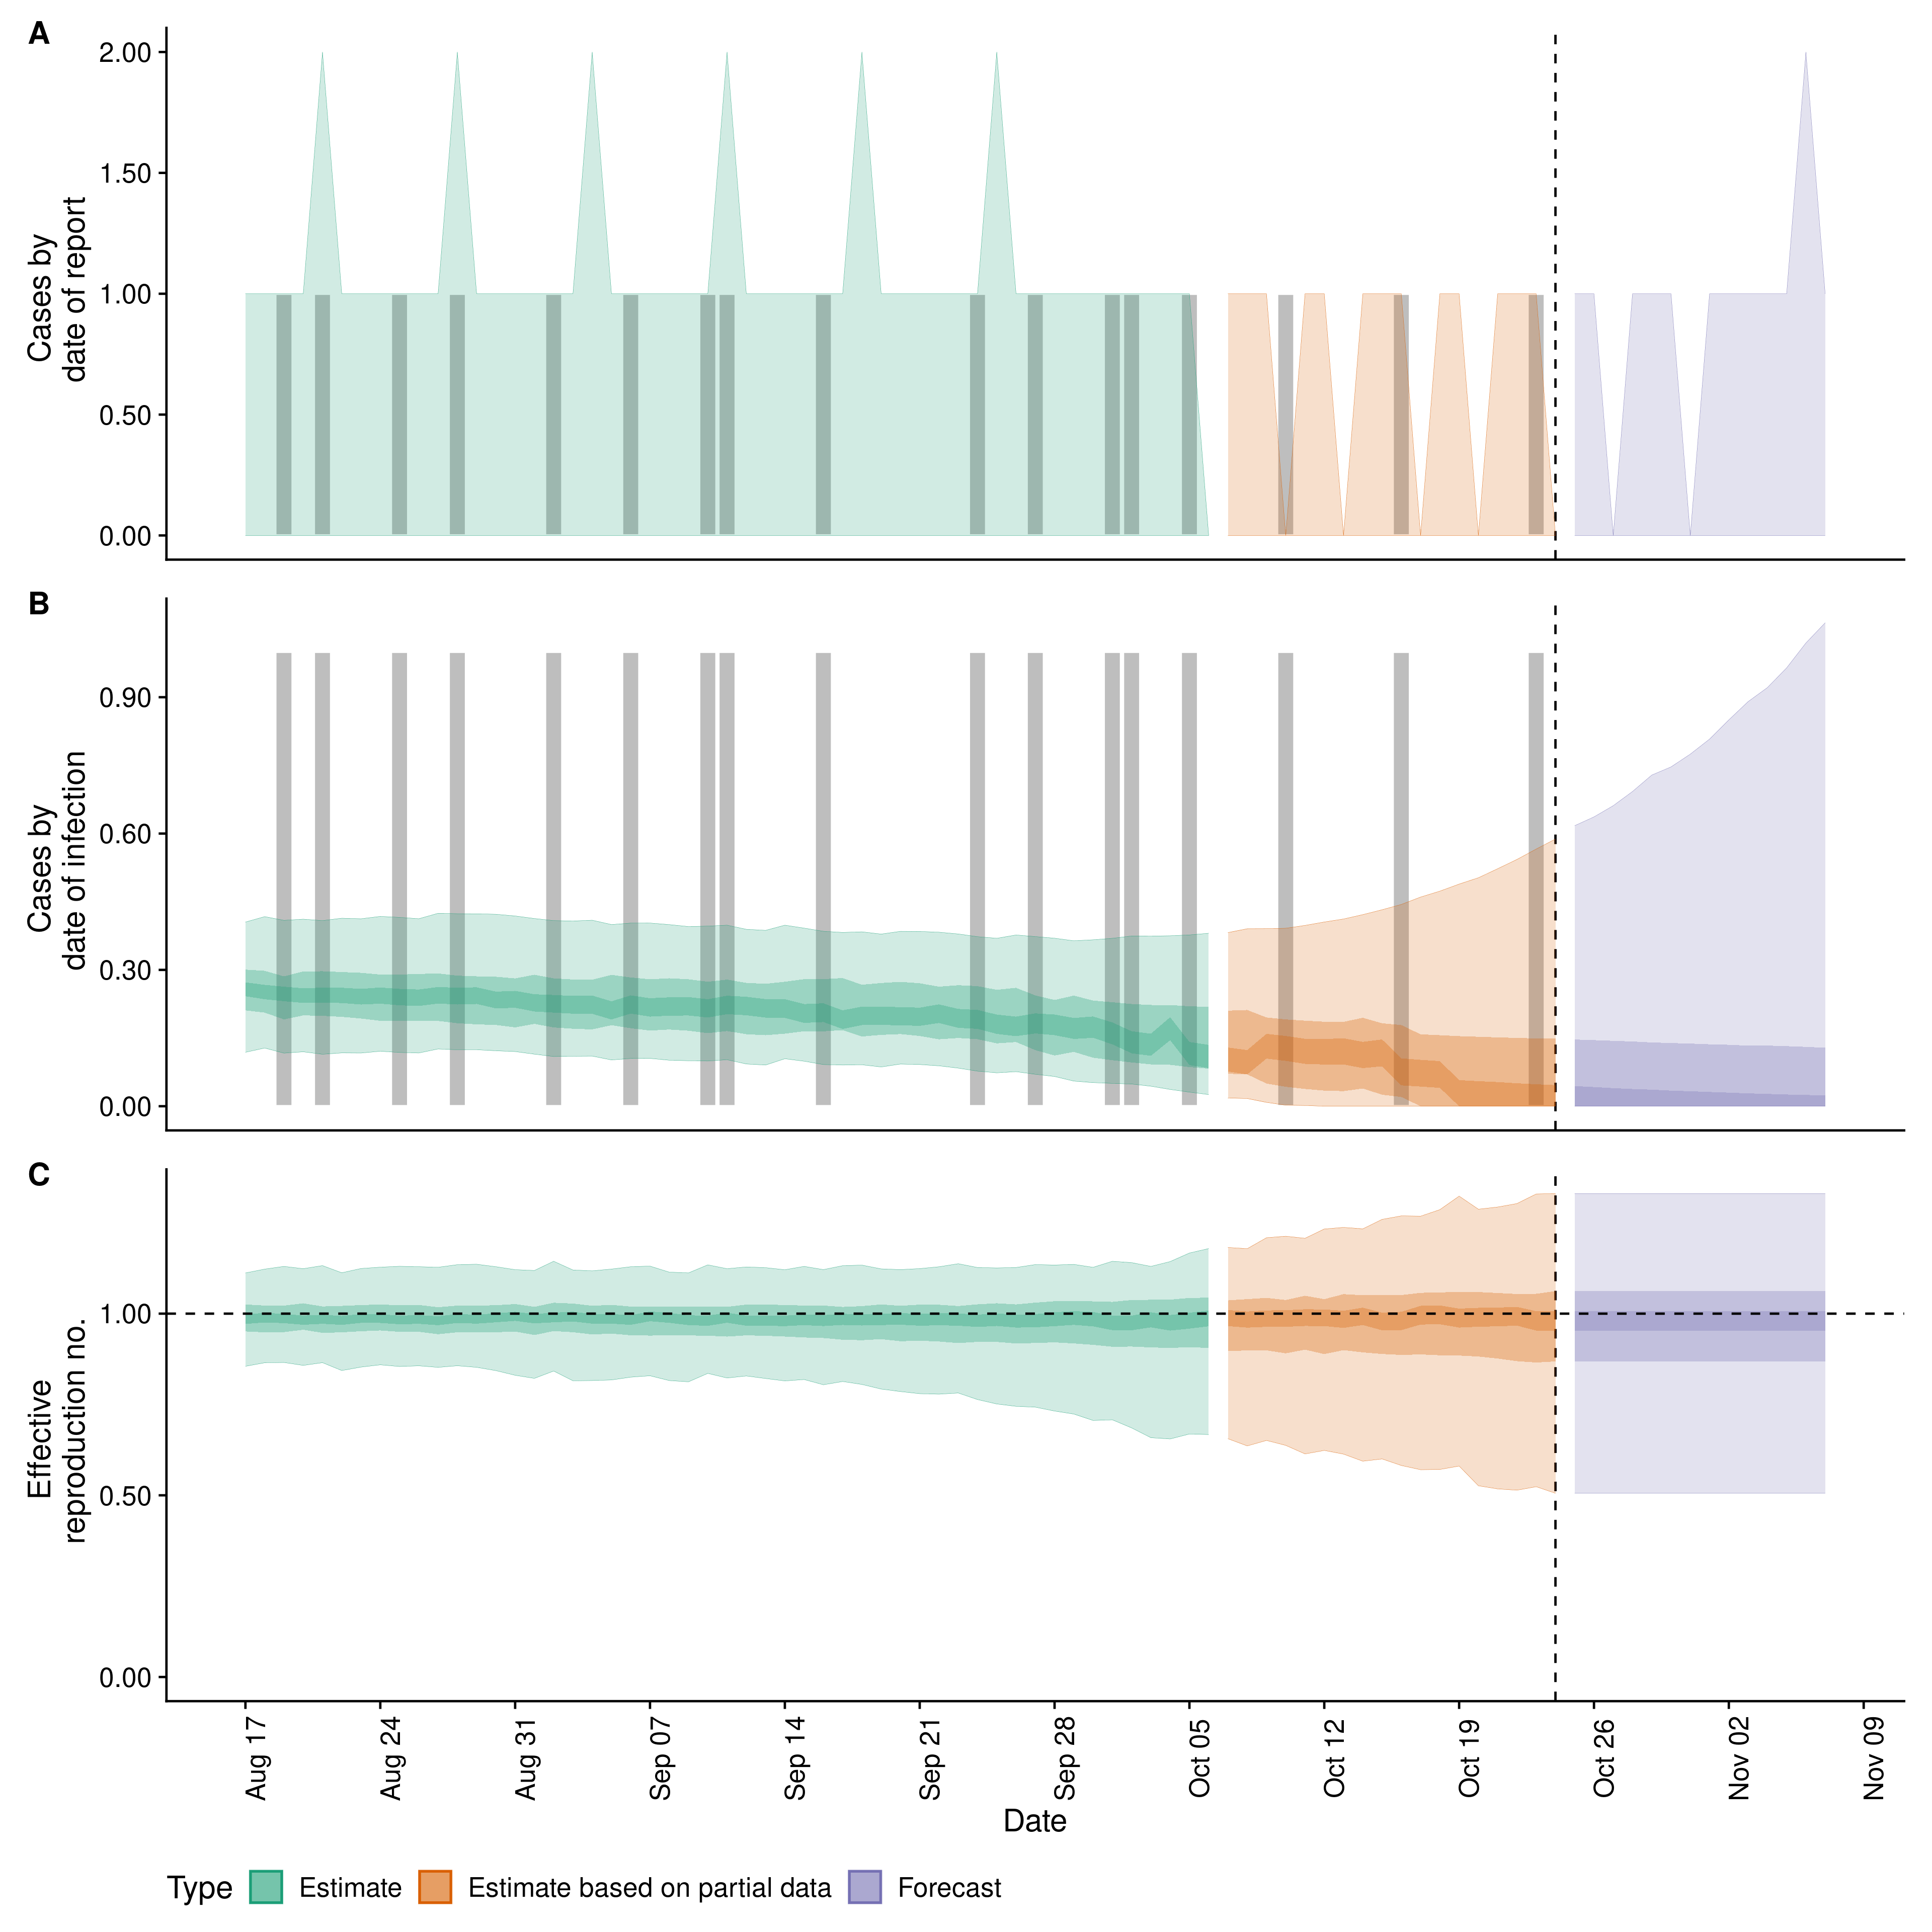 A
2.00
1.50
1.00
0.50
0.00
Cases by
date of report
B
0.90
0.60
0.30
0.00
Cases by
date of infection
C
1.00
0.50
0.00
Effective
reproduction no.
Aug 17
Aug 24
Aug 31
Sep 07
Sep 14
Sep 21
Sep 28
Oct 05
Oct 12
Oct 19
Oct 26
Nov 02
Nov 09
Date
Type Estimate Estimate based on partial data Forecast